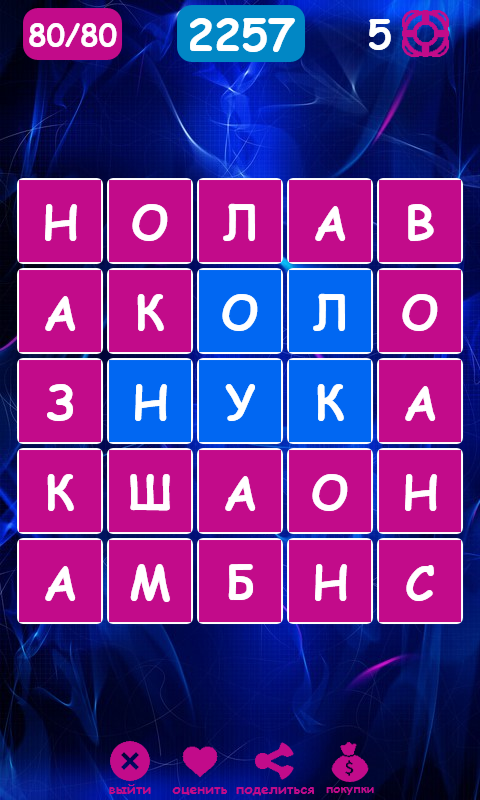 80/80 2257 5
Н О Л А В
А К О Л О
З Н У К А
К Ш А О Н
А М Б Н С
выйти оценить поделиться покупки